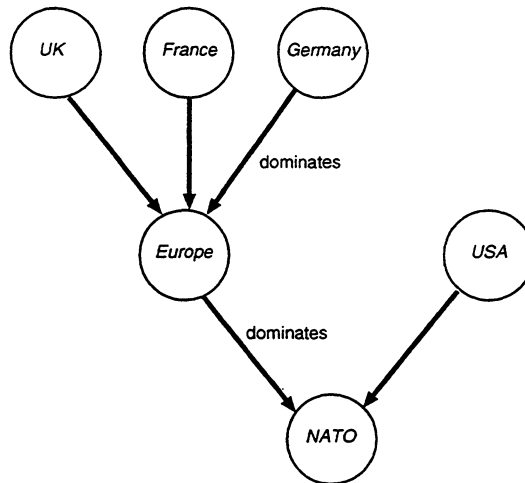 UK
France
Germany
dominates
Europe
USA
dominates
NATO